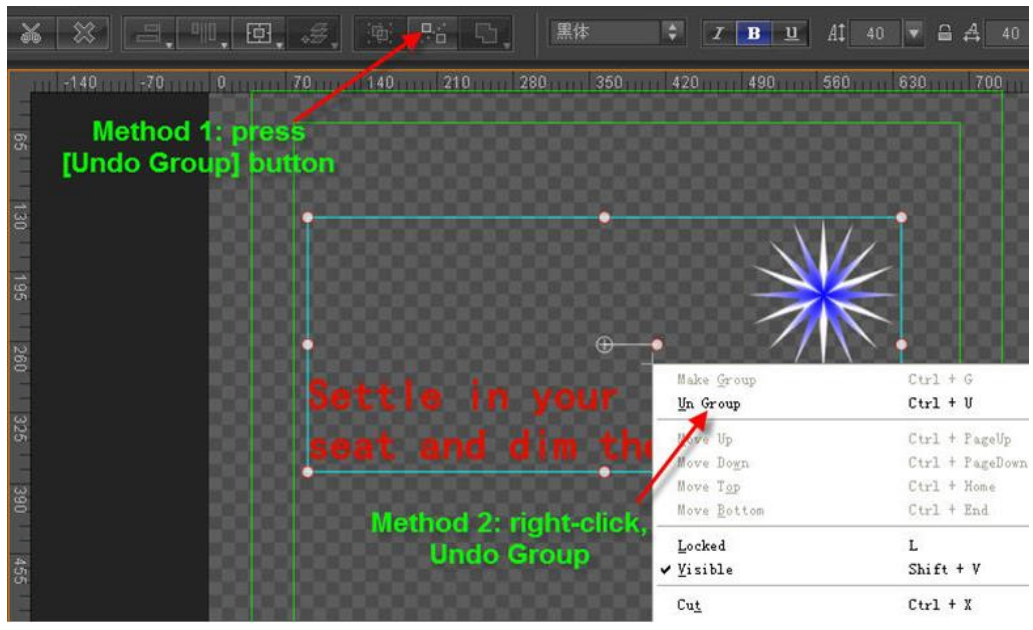 黒体
I
B
U
40
40
-140 -70 0 70 140 210 280 350 420 490 560 630 700
65
130
195
260
325
390
455
Method 1: press
[Undo Group] button
Settle in your
seat and dim the
Make Group Ctrl + G
Un Group Ctrl + U
Move Up Ctrl + PageUp
Move Down Ctrl + PageDown
Move Top Ctrl + Home
Move Bottom Ctrl + End
Method 2: right-click,
Undo Group
Locked L
Visible Shift + V
Cut Ctrl + X